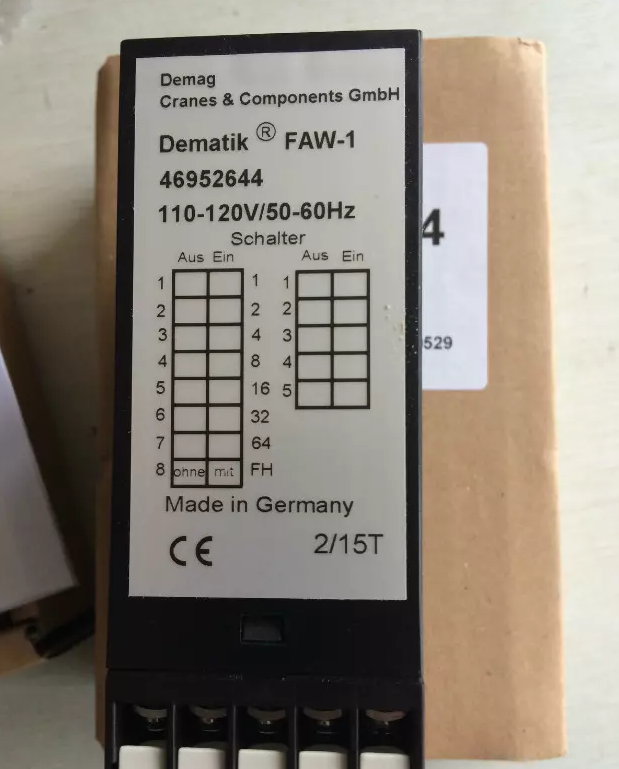 Demag
Cranes & Components GmbH
Dematik ® FAW-1
46952644
110-120V/50-60Hz
Schalter
Aus Ein Aus Ein
1 1 1
2 2 2
3 4 3
4 8 4
5 16 5
6 32
7 64
8 ohne mit FH
Made in Germany
CE 2/15T
4
529